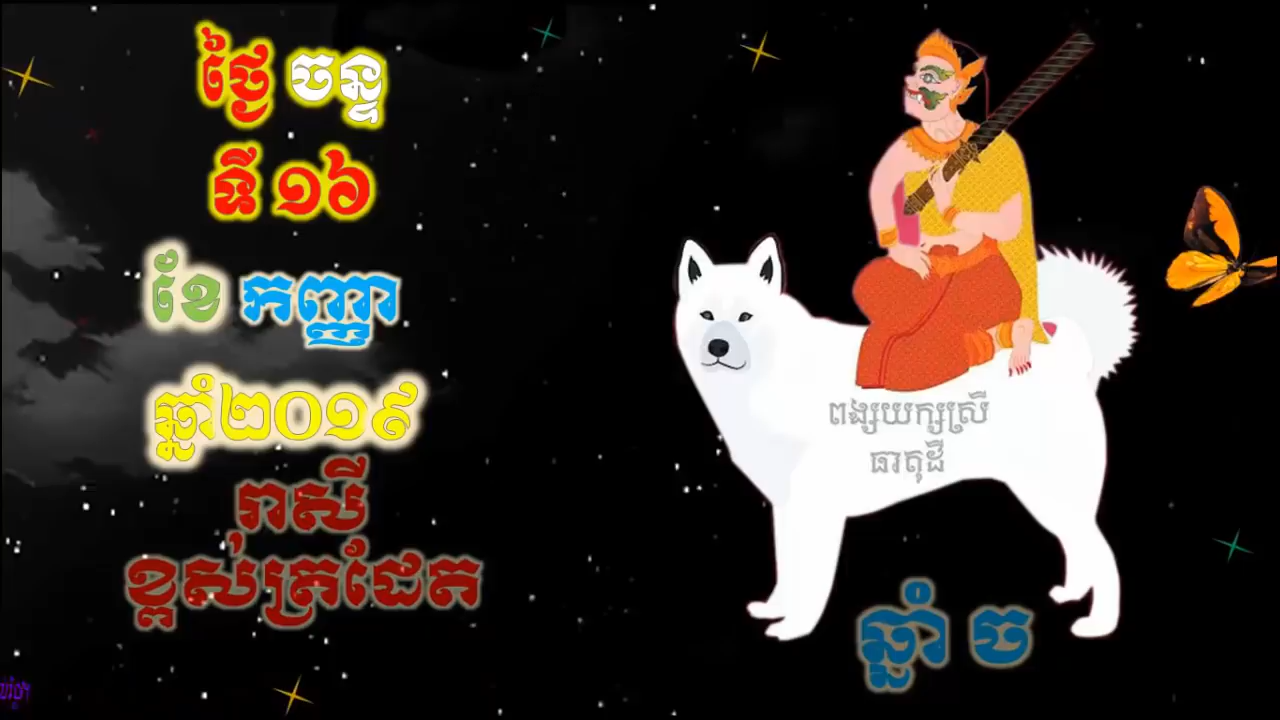 ថ្ងៃ ចន្ទ
ទី ១៦
ខែ កញ្ញា
ឆ្នាំ២០១៩
រាសី
ខ្ពស់ត្រដែត
ពង្សយក្សស្រី
ធាតុដី
ឆ្នាំ ច